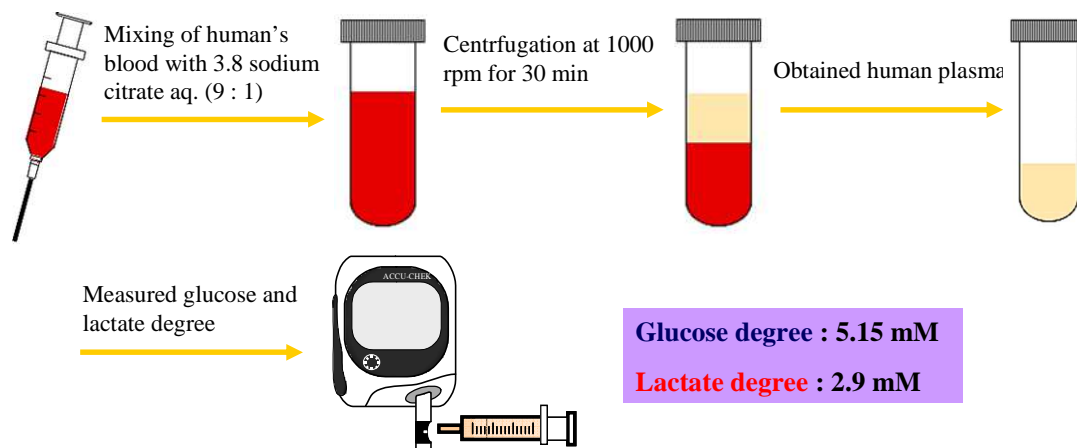 Mixing of human's
blood with 3.8 sodium
citrate aq. (9 : 1)
Centrfugation at 1000
rpm for 30 min
Obtained human plasma
Measured glucose and
lactate degree
ACCU-CHEK
Glucose degree : 5.15 mM
Lactate degree : 2.9 mM